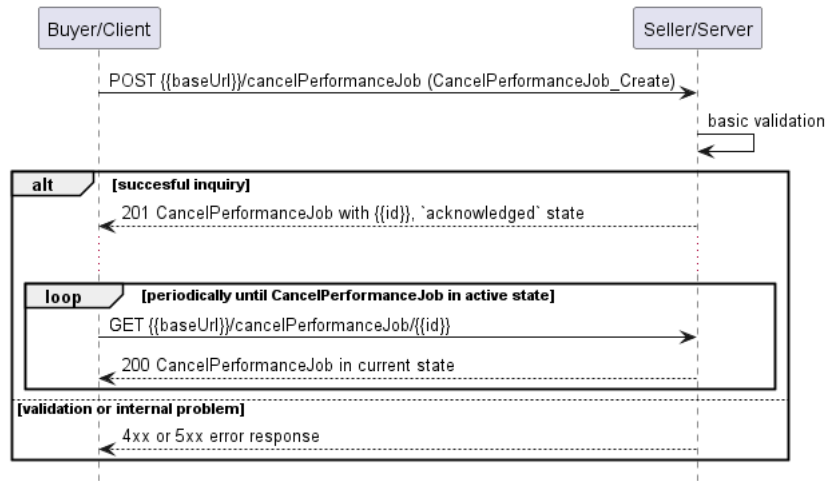 Buyer/Client
Seller/Server
POST {{baseUrl}}/cancelPerformanceJob (CancelPerformanceJob_Create)
basic validation
alt
[succesful inquiry]
201 CancelPerformanceJob with {{id}}, `acknowledged` state
loop
[periodically until CancelPerformanceJob in active state]
GET {{baseUrl}}/cancelPerformanceJob/{{id}}
200 CancelPerformanceJob in current state
[validation or internal problem]
4xx or 5xx error response